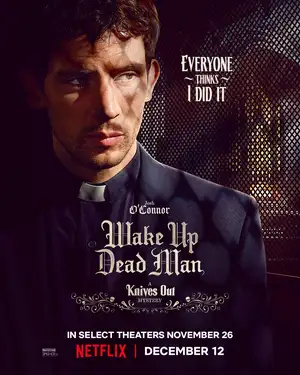 EVERYONE
THINKS
I DID IT
Josh
O'Connor
Wake Up
Dead Man
A
Knives Out
MYSTERY
IN SELECT THEATERS NOVEMBER 26
NETFLIX | DECEMBER 12